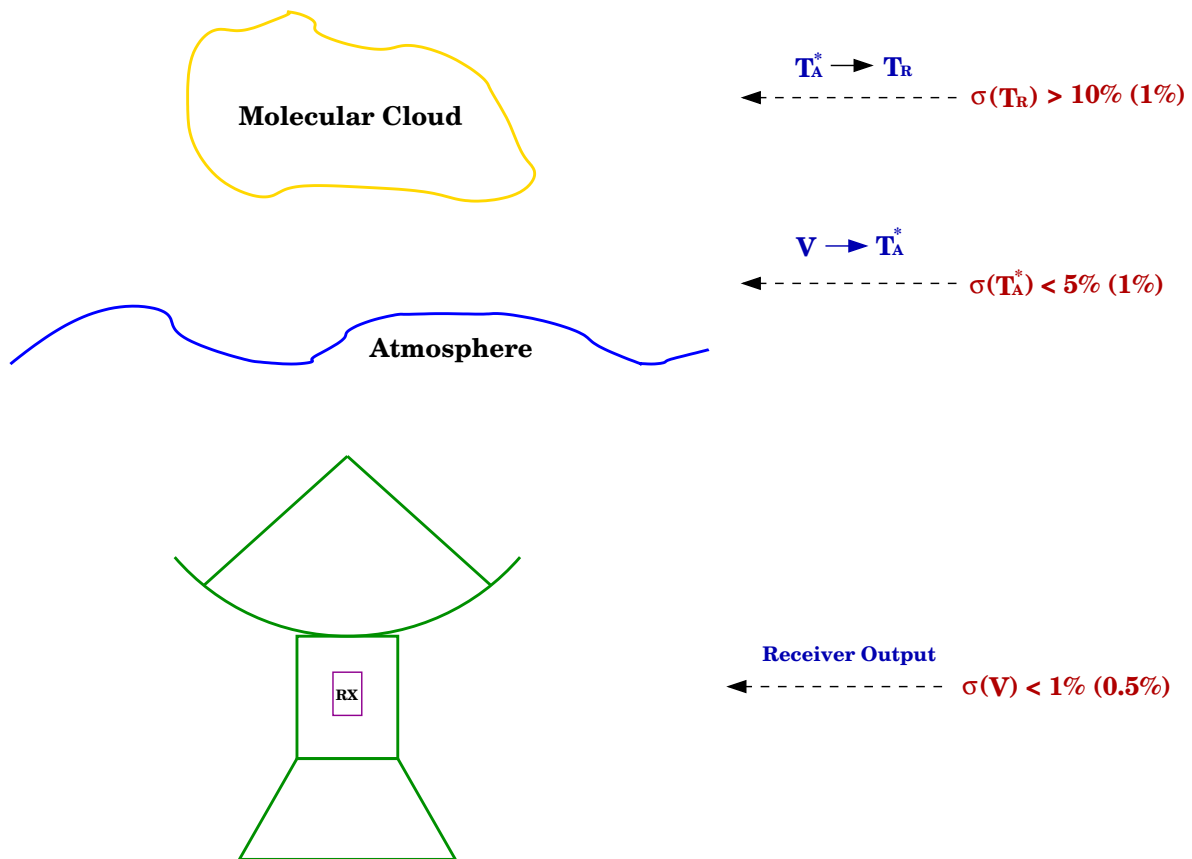 T*A → TR
σ(TR) > 10% (1%)
Molecular Cloud
V → T*A
σ(T*A) < 5% (1%)
Atmosphere
Receiver Output
σ(V) < 1% (0.5%)
RX